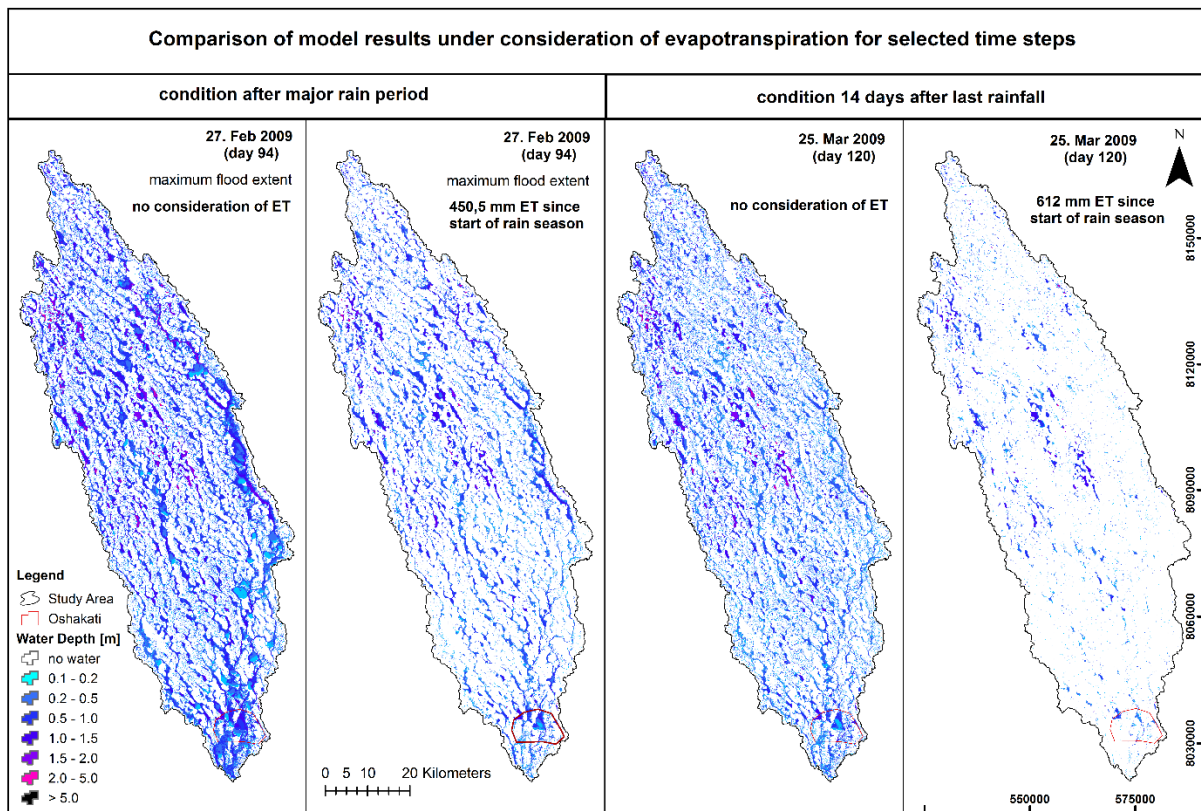 Comparison of model results under consideration of evapotranspiration for selected time steps
condition after major rain period
condition 14 days after last rainfall
27. Feb 2009
(day 94)
maximum flood extent
no consideration of ET
27. Feb 2009
(day 94)
maximum flood extent
450,5 mm ET since
start of rain season
25. Mar 2009
(day 120)
no consideration of ET
25. Mar 2009
(day 120)
612 mm ET since
start of rain season
N
8150000
8120000
8090000
8060000
8030000
Legend
Study Area
Oshakati
Water Depth [m]
no water
0.1 - 0.2
0.2 - 0.5
0.5 - 1.0
1.0 - 1.5
1.5 - 2.0
2.0 - 5.0
> 5.0
0 5 10 20 Kilometers
550000 575000